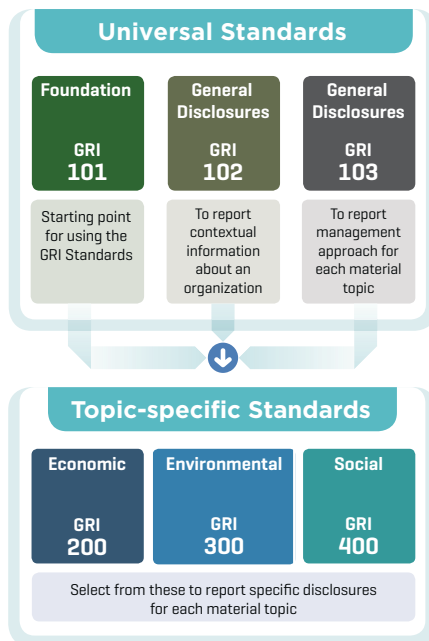 Universal Standards
Foundation
GRI
101
General
Disclosures
GRI
102
General
Disclosures
GRI
103
Starting point
for using the
GRI Standards
To report
contextual
information
about an
organization
To report
management
approach for
each material
topic
Topic-specific Standards
Economic
GRI
200
Environmental
GRI
300
Social
GRI
400
Select from these to report specific disclosures
for each material topic